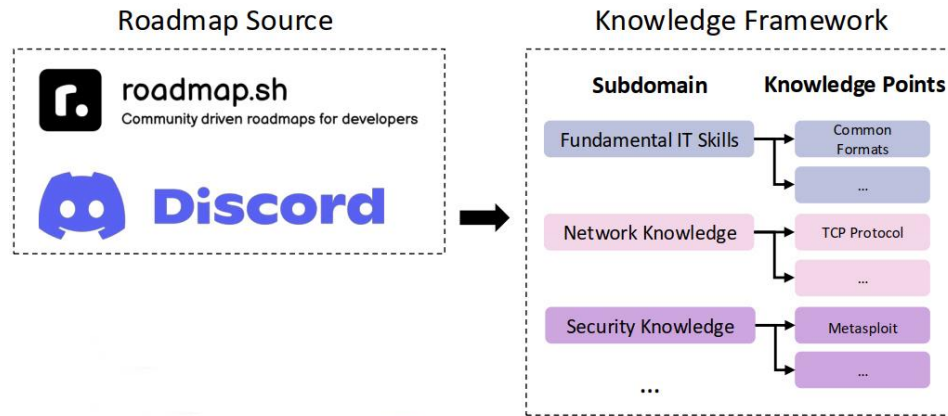 Roadmap Source
r.
roadmap.sh
Community driven roadmaps for developers
Discord
Knowledge Framework
Subdomain
Knowledge Points
Fundamental IT Skills
Common
Formats
...
Network Knowledge
TCP Protocol
...
Security Knowledge
Metasploit
...
...